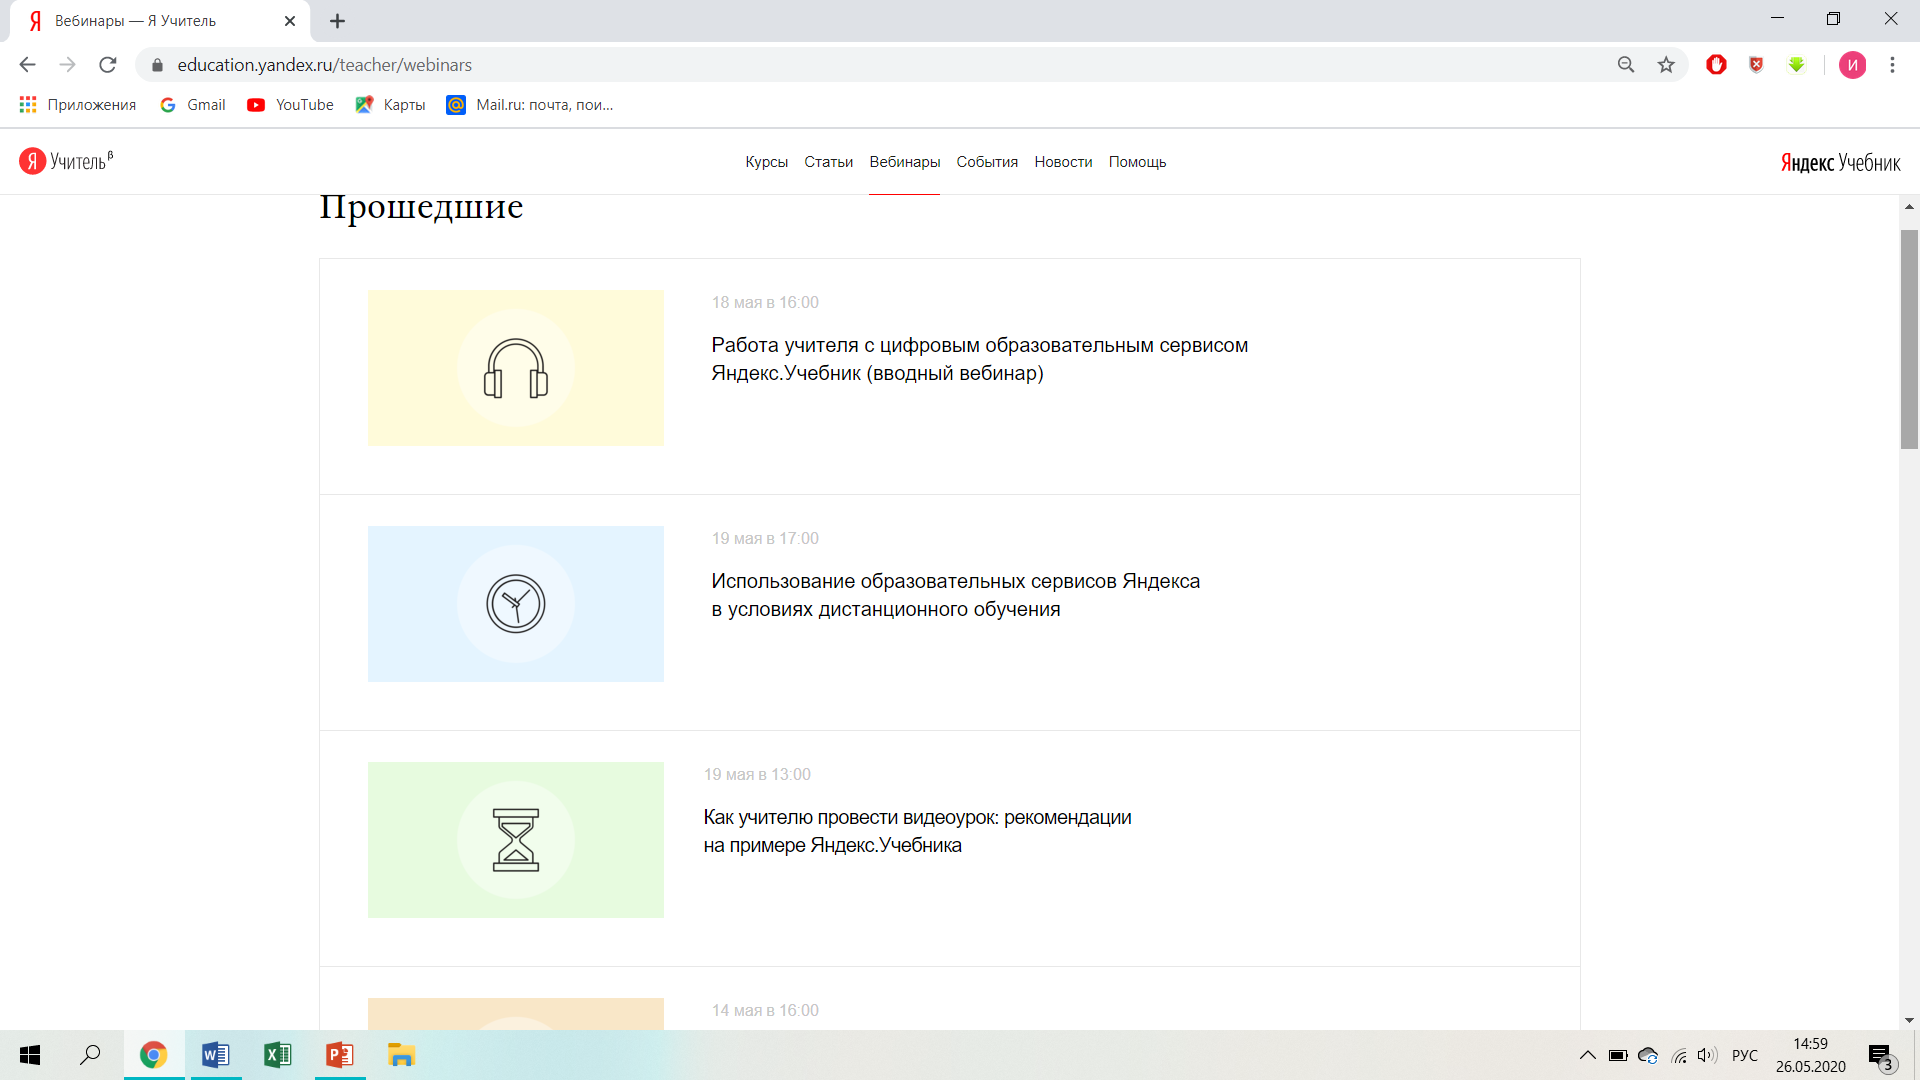 Вебинары — Я Учитель
education.yandex.ru/teacher/webinars
И
Приложения
Gmail
YouTube
Карты
Mail.ru: почта, пои...
Я Учитель β
Курсы
Статьи
Вебинары
События
Новости
Помощь
Яндекс Учебник
Прошедшие
18 мая в 16:00
Работа учителя с цифровым образовательным сервисом
Яндекс.Учебник (вводный вебинар)
19 мая в 17:00
Использование образовательных сервисов Яндекса
в условиях дистанционного обучения
19 мая в 13:00
Как учителю провести видеоурок: рекомендации
на примере Яндекс.Учебника
14 мая в 16:00
РУС
14:59
26.05.2020
3